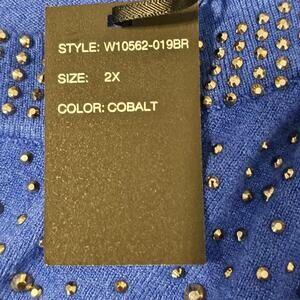 STYLE: W10562-019BR
SIZE: 2X
COLOR: COBALT